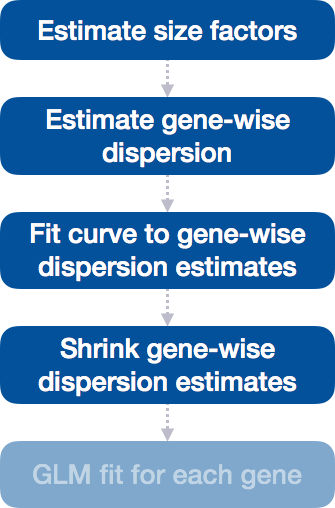 Estimate size factors
Estimate gene-wise
dispersion
Fit curve to gene-wise
dispersion estimates
Shrink gene-wise
dispersion estimates
GLM fit for each gene